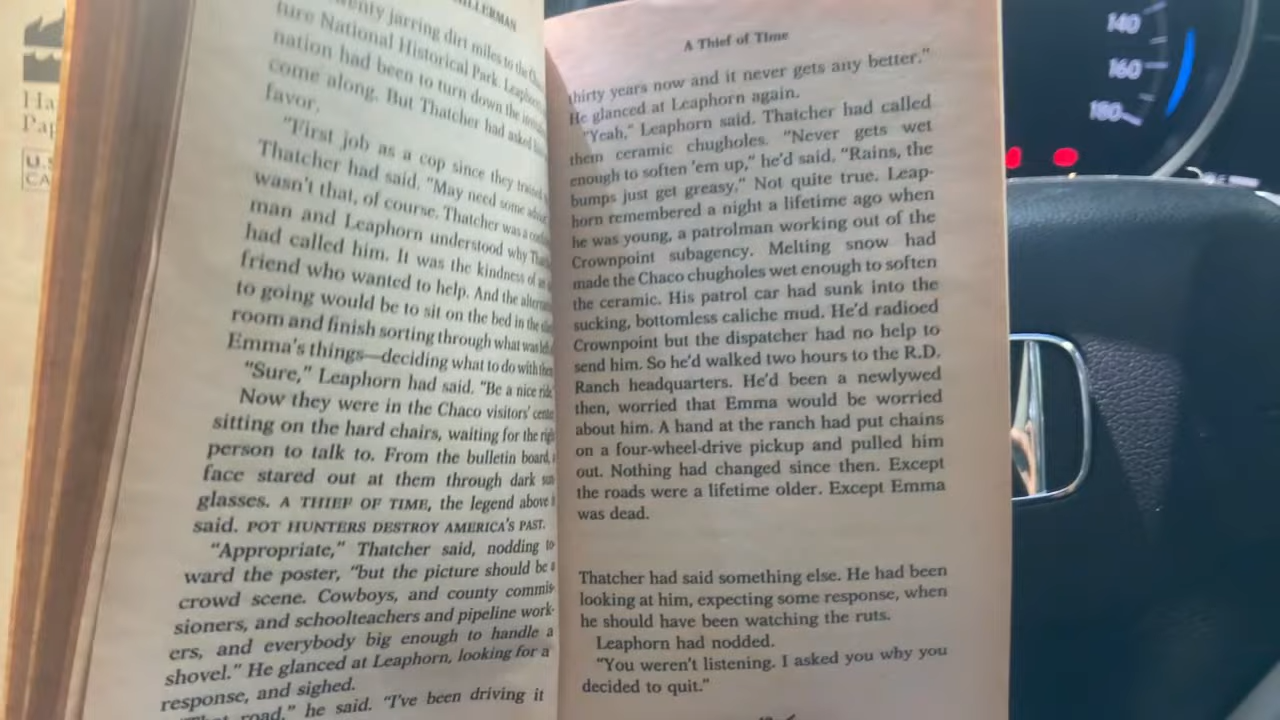 Ha
Pap
U.S
CA
LLERMAN
jarring dirt miles to the
ture National Historical Park.
nation had been to turn down the
come along. But Thatcher had asked
favor.
"First job as a cop since they
Thatcher had said. "May need some
wasn't that, of course. Thatcher was a
man and Leaphorn understood why
had called him. It was the kindness of
friend who wanted to help. And the
to going would be to sit on the bed in the
room and finish sorting through what was
Emma's things—deciding what to do with
"Sure," Leaphorn had said. "Be a nice
Now they were in the Chaco visitors'
sitting on the hard chairs, waiting for the
person to talk to. From the bulletin board,
face stared out at them through dark
glasses. A THIEF OF TIME, the legend above
said. POT HUNTERS DESTROY AMERICA'S PAST.
"Appropriate," Thatcher said, nodding to-
ward the poster, "but the picture should be a
crowd scene. Cowboys, and county commis-
sioners, and schoolteachers and pipeline work-
ers, and everybody big enough to handle a
shovel." He glanced at Leaphorn, looking for a
response, and sighed.
road," he said. "I've been driving it
A Thief of Time
thirty years now and it never gets any better."
He glanced at Leaphorn again.
"Yeah," Leaphorn said. Thatcher had called
them ceramic chugholes. "Never gets wet
enough to soften 'em up," he'd said. "Rains, the
bumps just get greasy." Not quite true. Leap-
horn remembered a night a lifetime ago when
he was young, a patrolman working out of the
Crownpoint subagency. Melting snow had
made the Chaco chugholes wet enough to soften
the ceramic. His patrol car had sunk into the
sucking, bottomless caliche mud. He'd radioed
Crownpoint but the dispatcher had no help to
send him. So he'd walked two hours to the R.D.
Ranch headquarters. He'd been a newlywed
then, worried that Emma would be worried
about him. A hand at the ranch had put chains
on a four-wheel-drive pickup and pulled him
out. Nothing had changed since then. Except
the roads were a lifetime older. Except Emma
was dead.
Thatcher had said something else. He had been
looking at him, expecting some response, when
he should have been watching the ruts.
Leaphorn had nodded.
"You weren't listening. I asked you why you
decided to quit."
140
160
180